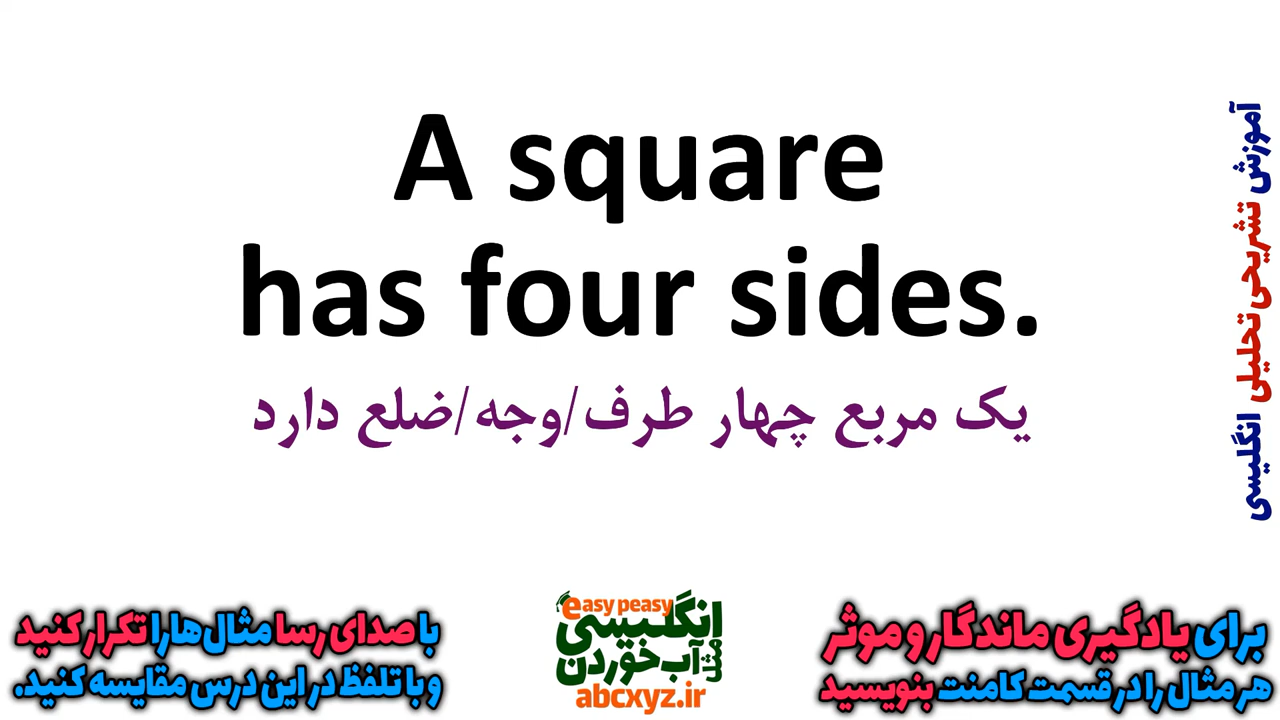 A square
has four sides.
یک مربع چهار طرف/وجه/ضلع دارد
آموزش تشریحی تحلیلی انگلیسی
با صدای رسا مثال‌ها را تکرار کنید
و با تلفظ در این درس مقایسه کنید.
easy peasy
انگلیسی
مثل آب خوردن
abcxyz.ir
برای یادگیری ماندگار و موثر
هر مثال را در قسمت کامنت بنویسید